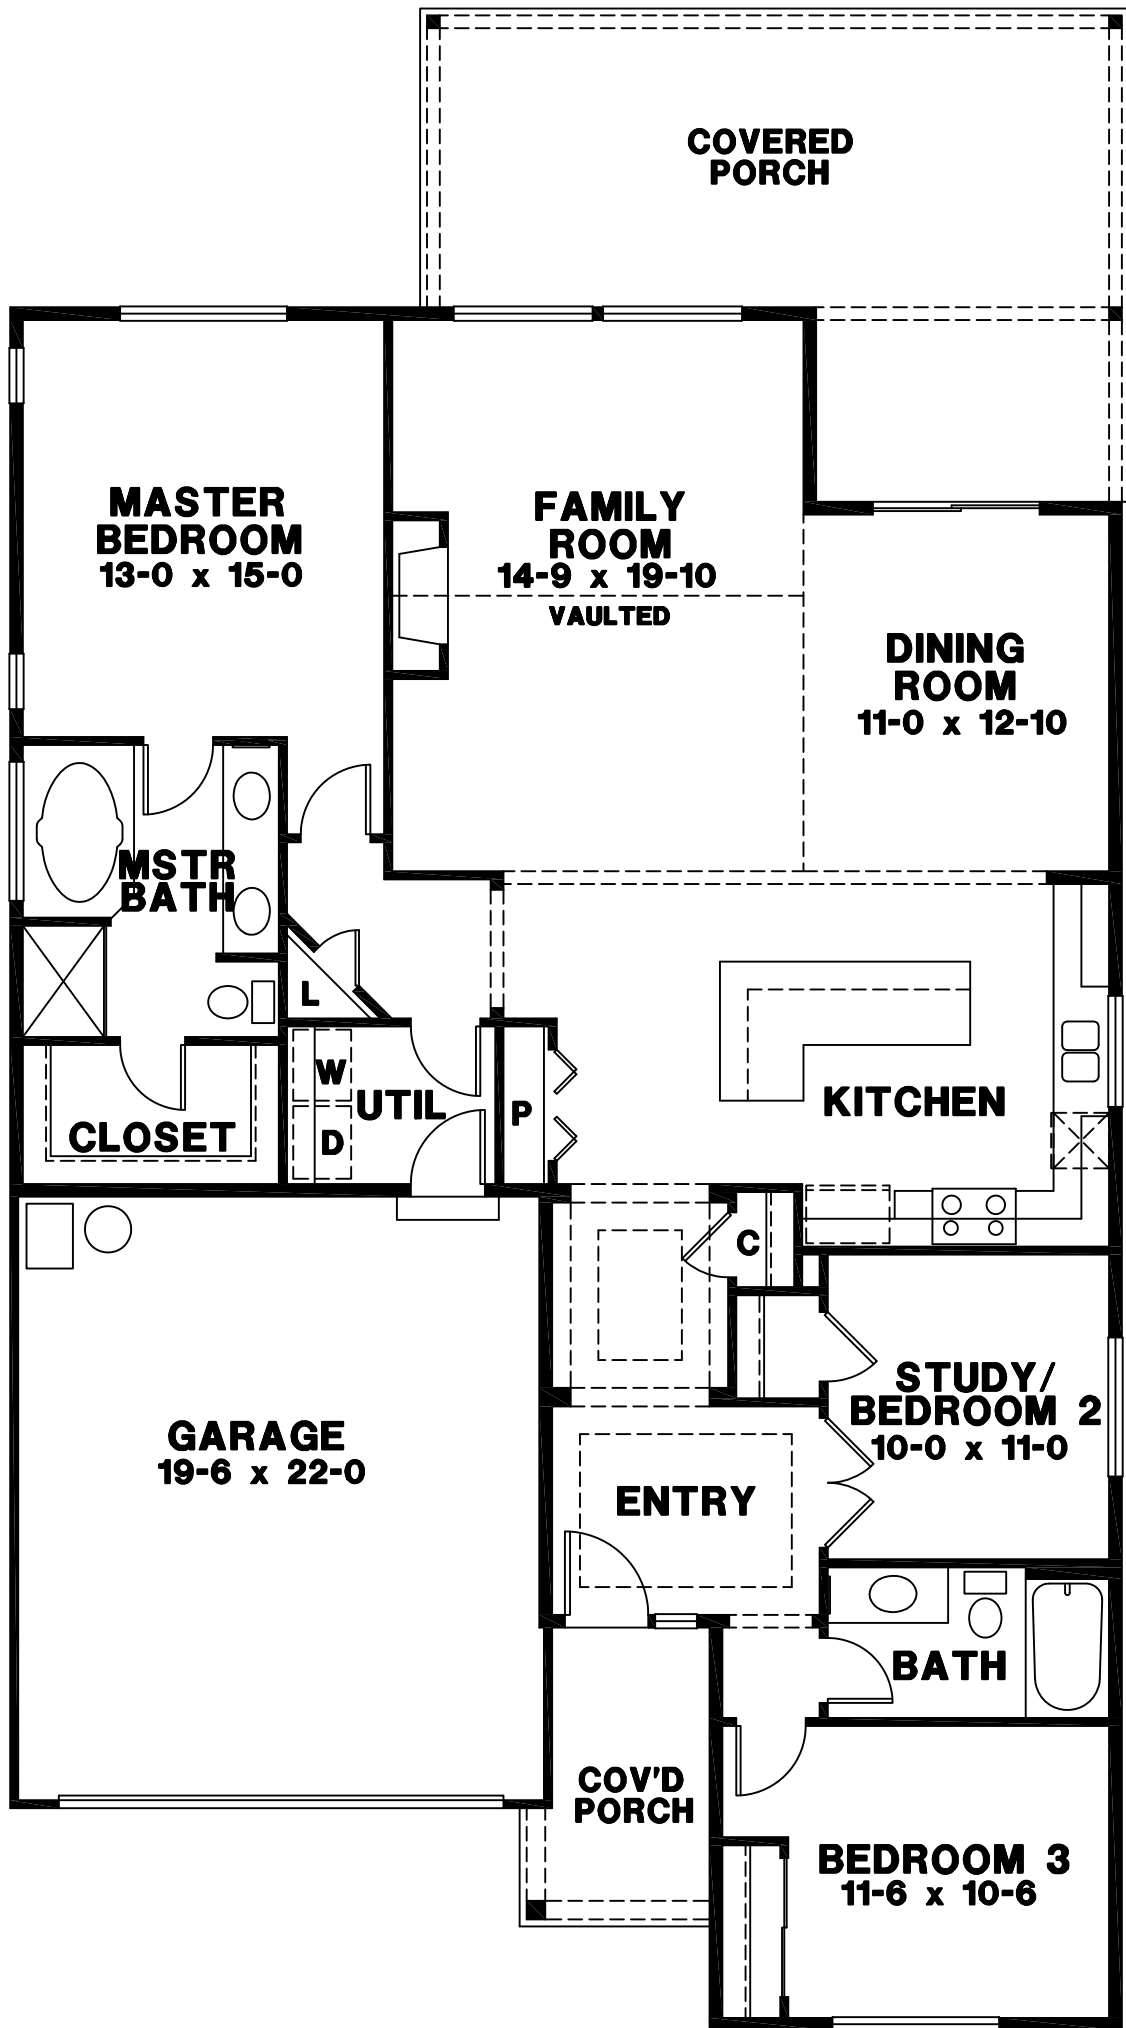 COVERED
PORCH
MASTER
BEDROOM
13-0 x 15-0
FAMILY
ROOM
14-9 x 19-10
VAULTED
DINING
ROOM
11-0 x 12-10
MSTR
BATH
L
W
D
UTIL
P
KITCHEN
CLOSET
C
GARAGE
19-6 x 22-0
STUDY/
BEDROOM 2
10-0 x 11-0
ENTRY
BATH
COV'D
PORCH
BEDROOM 3
11-6 x 10-6